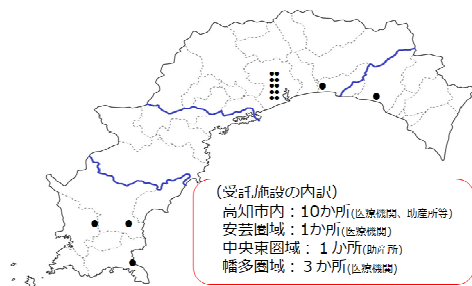 (受託施設の内訳)
高知市内：10か所(医療機関、助産所等)
安芸圏域：1か所(医療機関)
中央東圏域：１か所(助産所)
幡多圏域：３か所(医療機関)